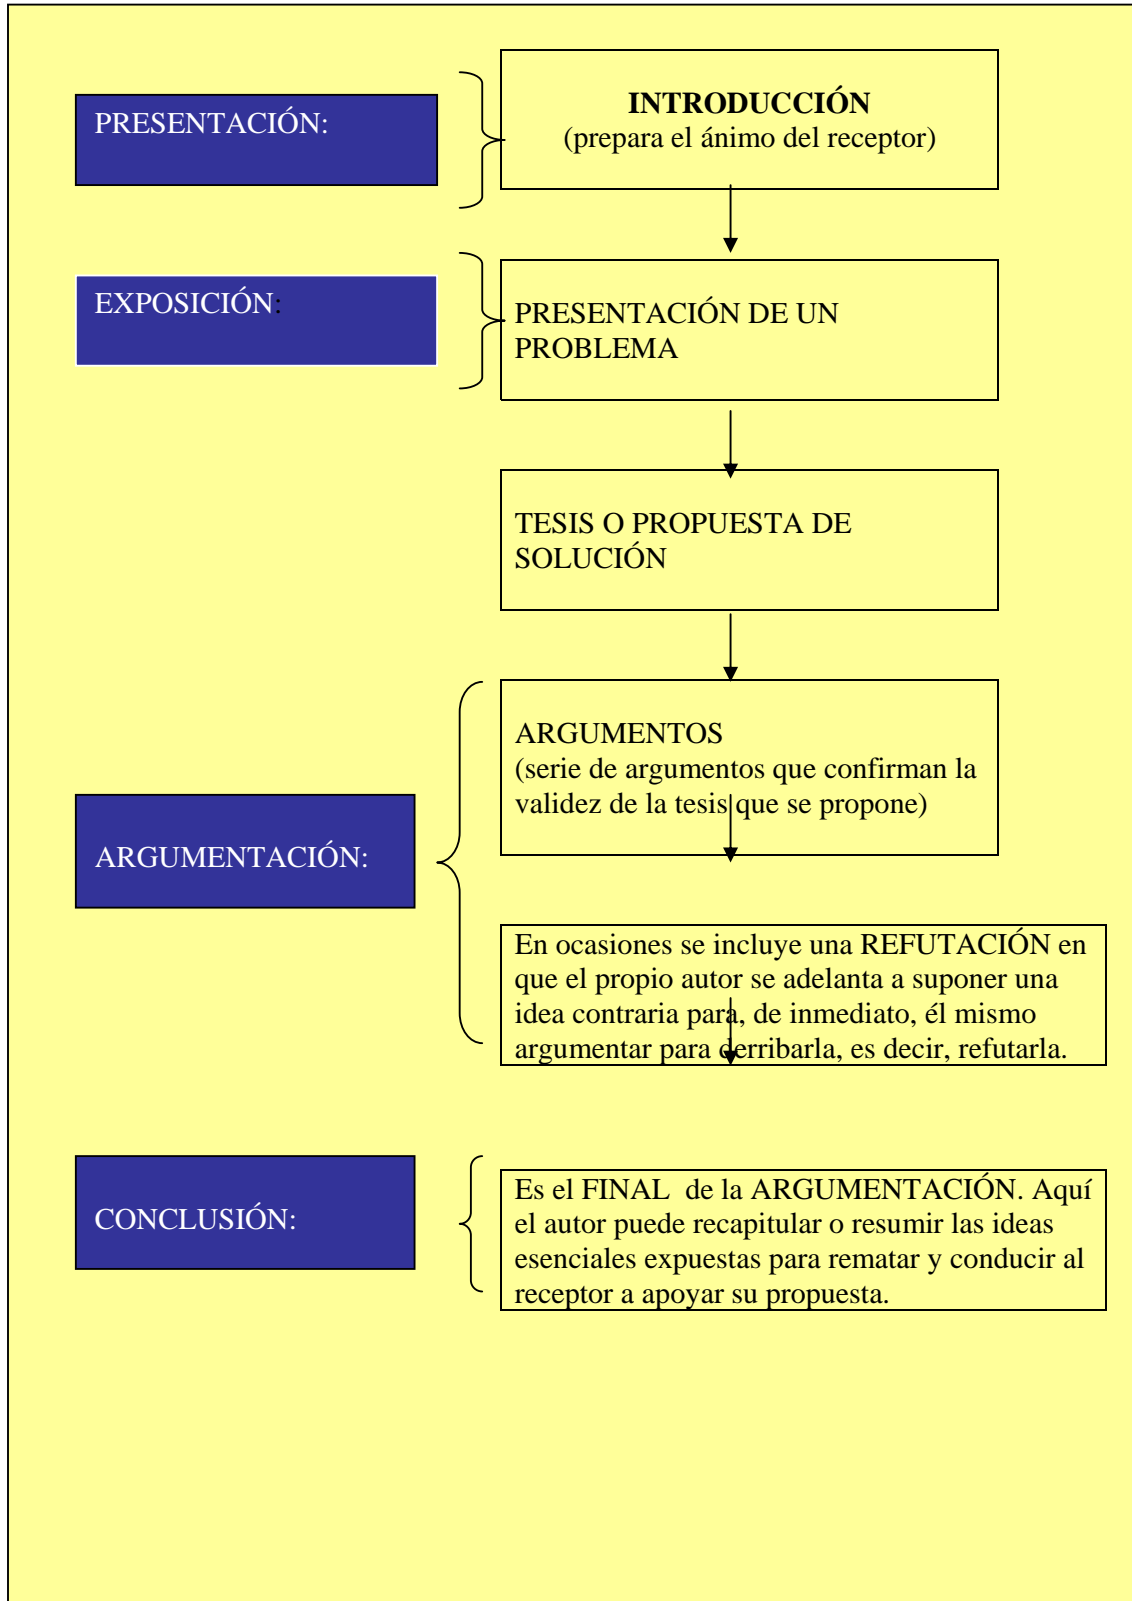 PRESENTACIÓN:
INTRODUCCIÓN
(prepara el ánimo del receptor)
EXPOSICIÓN:
PRESENTACIÓN DE UN
PROBLEMA
TESIS O PROPUESTA DE
SOLUCIÓN
ARGUMENTACIÓN:
ARGUMENTOS
(serie de argumentos que confirman la
validez de la tesis que se propone)
En ocasiones se incluye una REFUTACIÓN en
que el propio autor se adelanta a suponer una
idea contraria para, de inmediato, él mismo
argumentar para derribarla, es decir, refutarla.
CONCLUSIÓN:
Es el FINAL  de la ARGUMENTACIÓN. Aquí
el autor puede recapitular o resumir las ideas
esenciales expuestas para rematar y conducir al
receptor a apoyar su propuesta.